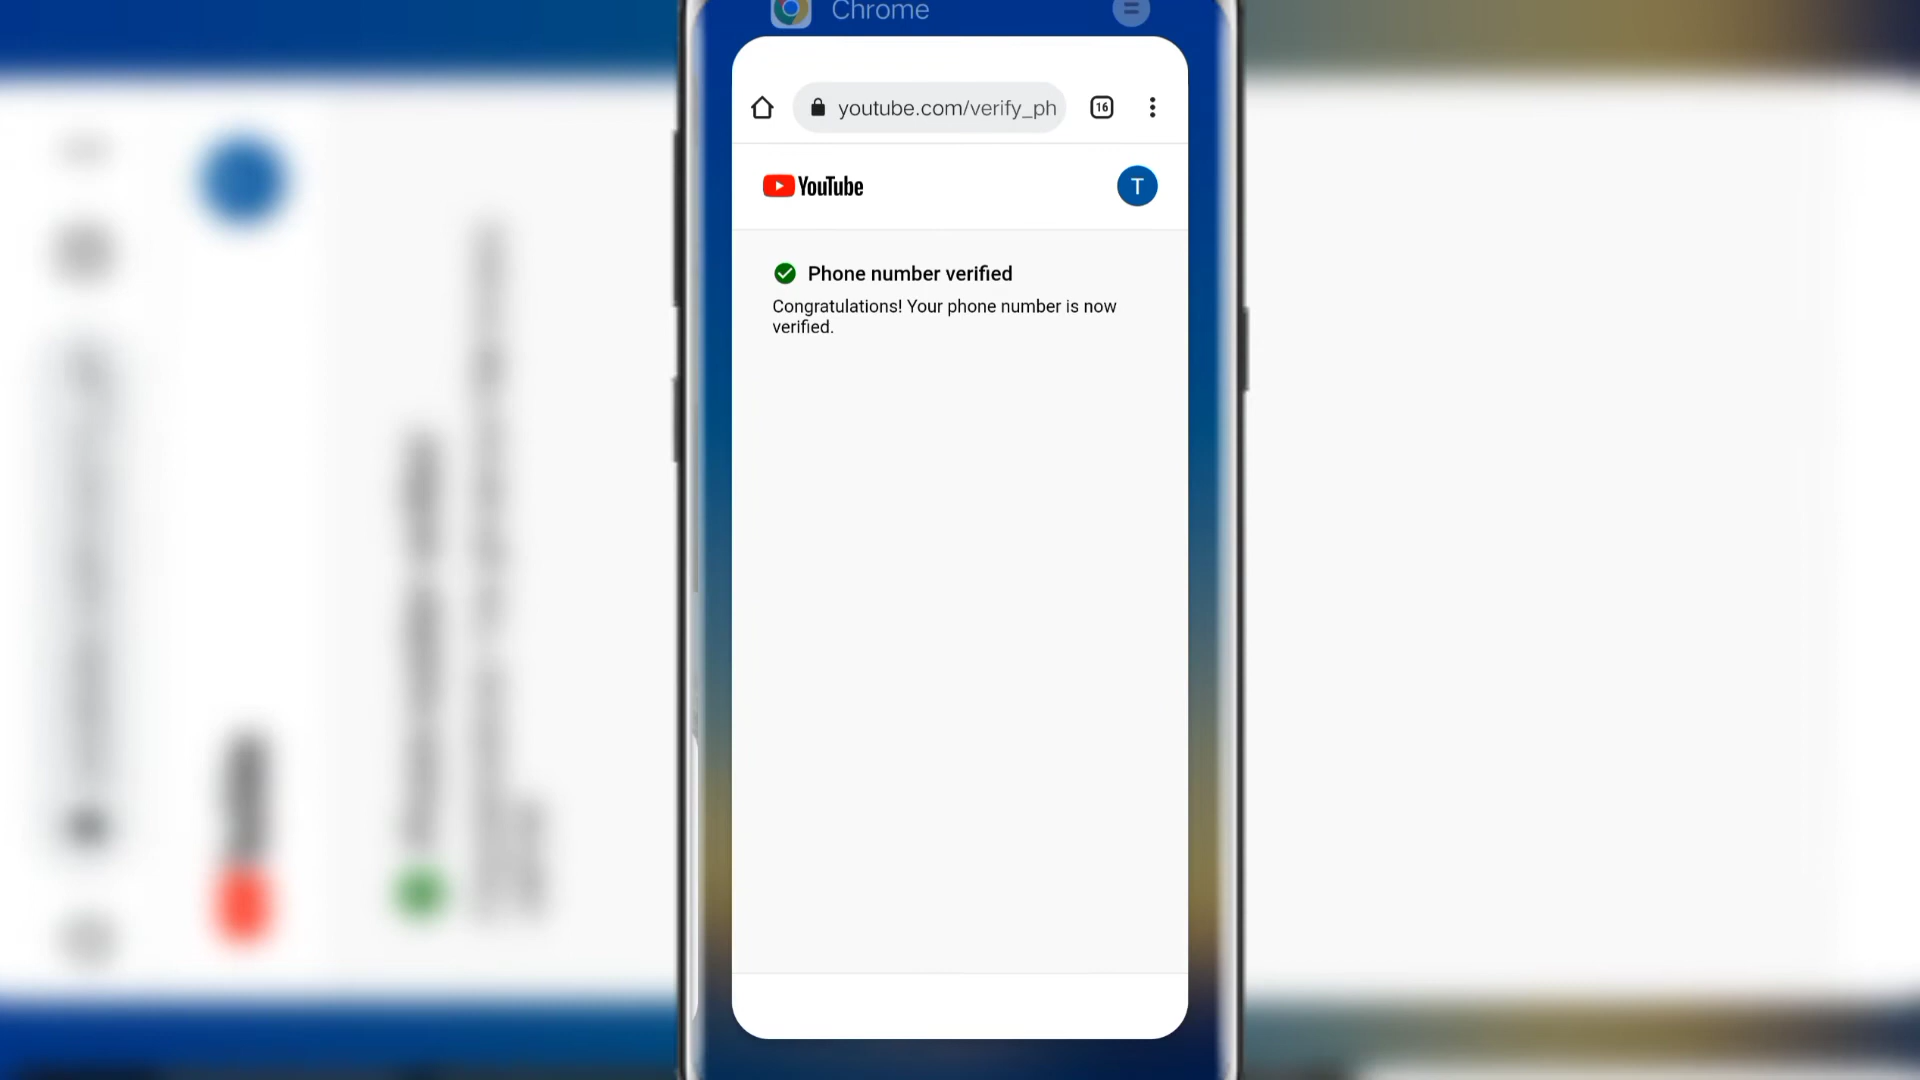 Chrome
youtube.com/verify_ph
16
YouTube
T
Phone number verified
Congratulations! Your phone number is now
verified.